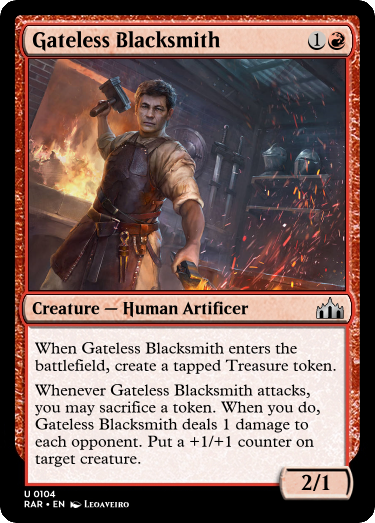 Gateless Blacksmith 1
Creature — Human Artificer
When Gateless Blacksmith enters the
battlefield, create a tapped Treasure token.
Whenever Gateless Blacksmith attacks,
you may sacrifice a token. When you do,
Gateless Blacksmith deals 1 damage to
each opponent. Put a +1/+1 counter on
target creature.
2/1
U 0104
RAR • EN Leoaveiro